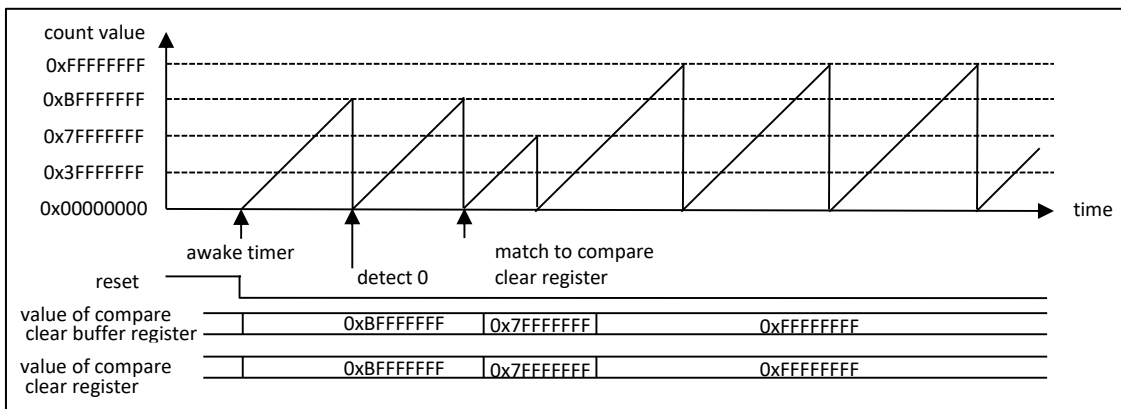 count value
0xFFFFFFFF
0xBFFFFFFF
0x7FFFFFFF
0x3FFFFFFF
0x00000000
time
awake timer
detect 0
match to compare
clear register
reset
value of compare
clear buffer register
0xBFFFFFFF
0x7FFFFFFF
0xFFFFFFFF
value of compare
clear register
0xBFFFFFFF
0x7FFFFFFF
0xFFFFFFFF